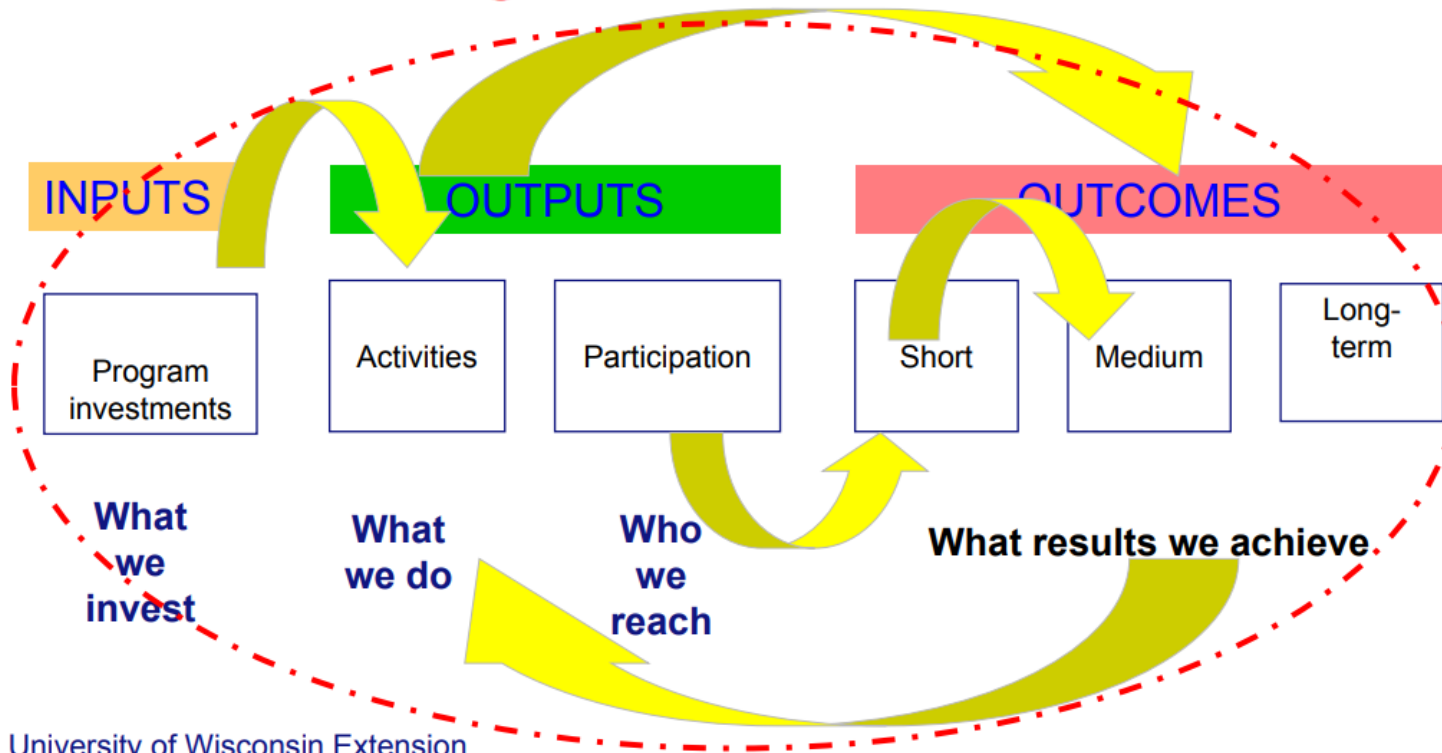 INPUTS
OUTPUTS
OUTCOMES
Program
investments
Activities
Participation
Short
Medium
Long-
term
What
we
invest
What
we do
Who
we
reach
What results we achieve
University of Wisconsin Extension